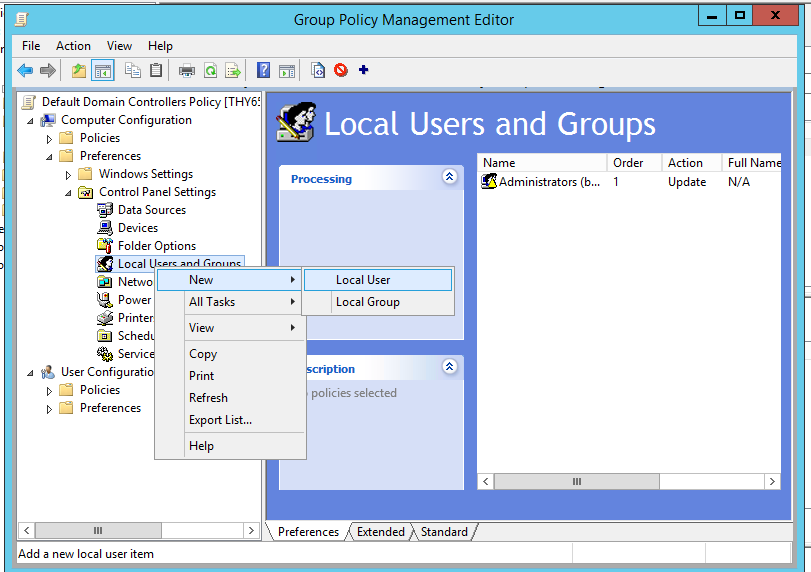 Group Policy Management Editor
File Action View Help
Default Domain Controllers Policy [THY65
Computer Configuration
Policies
Preferences
Windows Settings
Control Panel Settings
Data Sources
Devices
Folder Options
Local Users and Groups
Netwo
Power
Printer
Schedu
Service
User Configuratio
Policies
Preferences
New
All Tasks
View
Copy
Print
Refresh
Export List...
Help
Local User
Local Group
Local Users and Groups
Processing
scription
policies selected
Name Order Action Full Name
Administrators (b... 1 Update N/A
Preferences Extended Standard
Add a new local user item